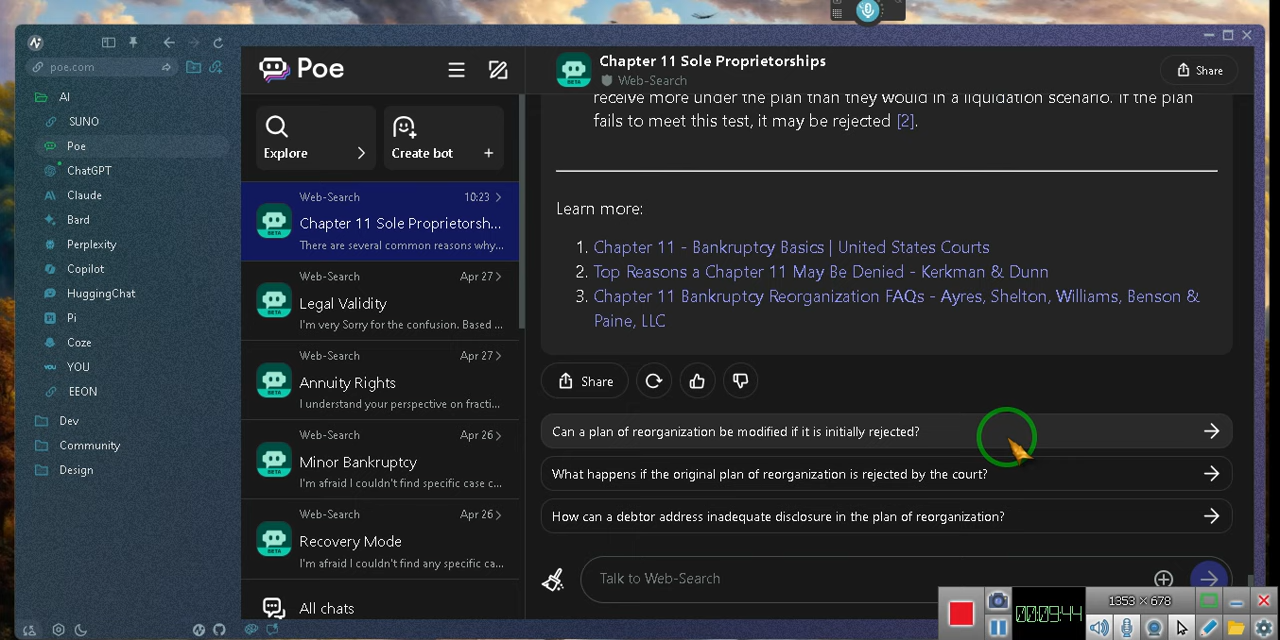 poe.com
AI
SUNO
Poe
ChatGPT
Claude
Bard
Perplexity
Copilot
HuggingChat
Pi
Coze
YOU
EEON
Dev
Community
Design
Poe
Explore
Create bot +
Web-Search 10:23
Chapter 11 Sole Proprietorsh...
There are several common reasons why...
Web-Search Apr 27
Legal Validity
I'm very Sorry for the confusion. Based ...
Web-Search Apr 27
Annuity Rights
I understand your perspective on fracti...
Web-Search Apr 26
Minor Bankruptcy
I'm afraid I couldn't find specific case c...
Web-Search Apr 26
Recovery Mode
I'm afraid I couldn't find any specific ca...
All chats
BETA
Chapter 11 Sole Proprietorships
Web-Search
Share
receive more under the plan than they would in a liquidation scenario. If the plan
fails to meet this test, it may be rejected [2].
Learn more:
1. Chapter 11 - Bankruptcy Basics | United States Courts
2. Top Reasons a Chapter 11 May Be Denied - Kerkman & Dunn
3. Chapter 11 Bankruptcy Reorganization FAQs - Ayres, Shelton, Williams, Benson &
Paine, LLC
Share
Can a plan of reorganization be modified if it is initially rejected?
What happens if the original plan of reorganization is rejected by the court?
How can a debtor address inadequate disclosure in the plan of reorganization?
Talk to Web-Search
00:09:44
1353 × 678